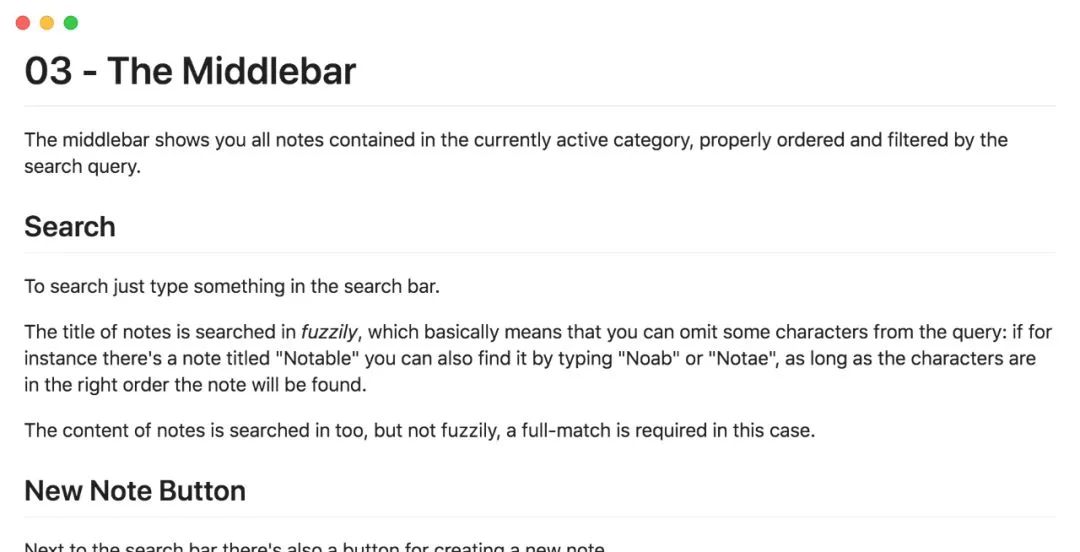 03 - The Middlebar
The middlebar shows you all notes contained in the currently active category, properly ordered and filtered by the
search query.
Search
To search just type something in the search bar.
The title of notes is searched in fuzzily, which basically means that you can omit some characters from the query: if for
instance there's a note titled "Notable" you can also find it by typing "Noab" or "Notae", as long as the characters are
in the right order the note will be found.
The content of notes is searched in too, but not fuzzily, a full-match is required in this case.
New Note Button
Next to the search bar there's also a button for creating a new note.